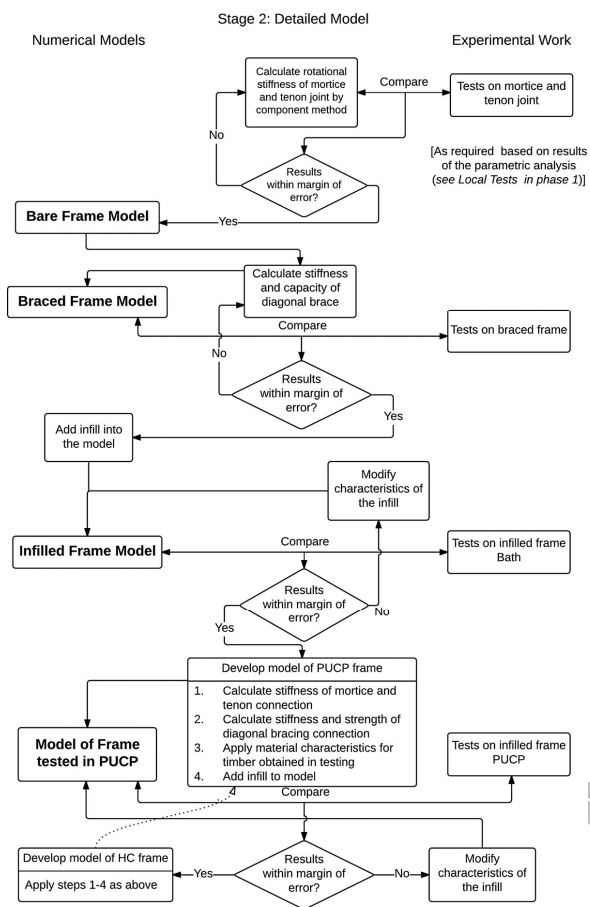 Stage 2: Detailed Model
Numerical Models
Experimental Work
Calculate rotational
stiffness of mortice
and tenon joint by
component method
Compare
Tests on mortice and
tenon joint
No
[As required based on results
of the parametric analysis
(see Local Tests in phase 1)]
Results
within margin of
error?
Yes
Bare Frame Model
Calculate stiffness
and capacity of
diagonal brace
Braced Frame Model
Compare
Tests on braced frame
No
Results
within margin of
error?
Yes
Add infill into
the model
Modify
characteristics of
the infill
Infilled Frame Model
Compare
Tests on infilled frame
Bath
Results
within margin of
error?
No
Yes
Develop model of PUCP frame
1. Calculate stiffness of mortice and
tenon connection
2. Calculate stiffness and strength of
diagonal bracing connection
3. Apply material characteristics for
timber obtained in testing
4. Add infill to model
Model of Frame
tested in PUCP
Tests on infilled frame
PUCP
Compare
Develop model of HC frame
Apply steps 1-4 as above
Yes
Results
within margin of
error?
No
Modify
characteristics of
the infill